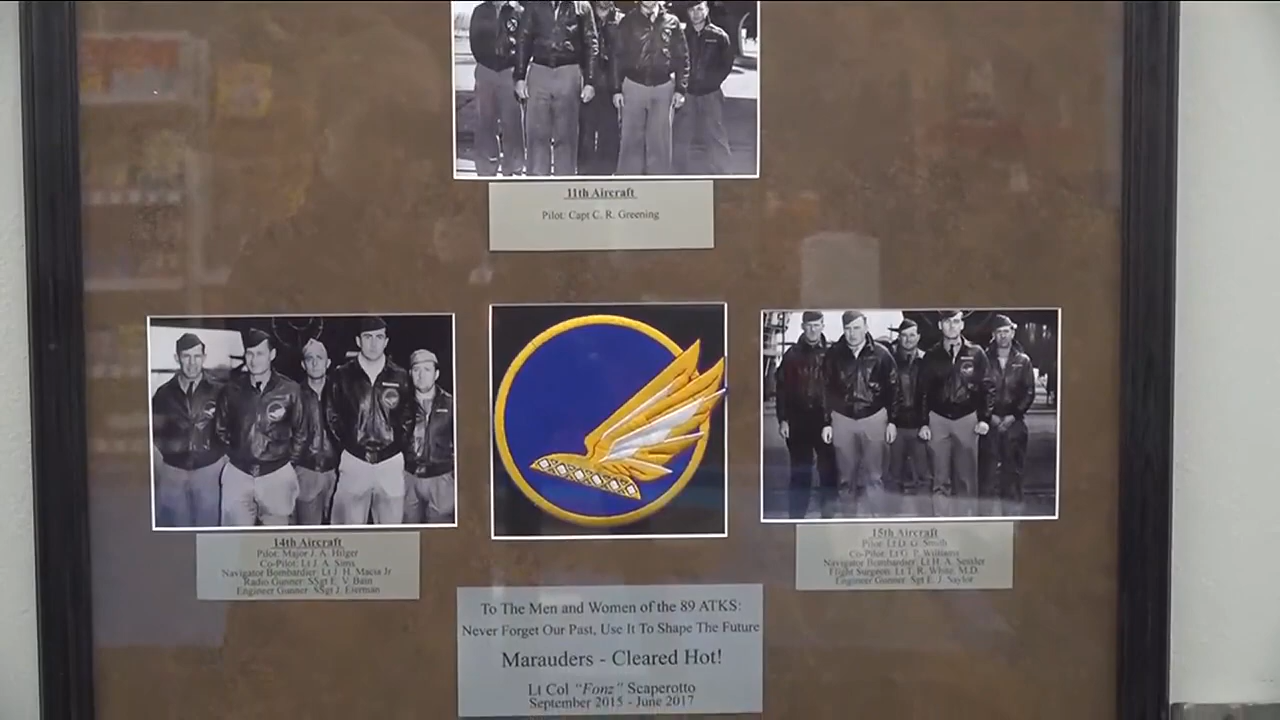 11th Aircraft
Pilot: Capt C. R. Greening
14th Aircraft
Pilot: Major J. A. Hilger
Co-Pilot: Lt J. A. Sims
Navigator Bombardier: Lt J. H. Macia Jr
Radio Gunner: SSgt E. V. Bain
Engineer Gunner: SSgt J. Eierman
15th Aircraft
Pilot: Lt D. G. Smith
Co-Pilot: Lt G. P. Williams
Navigator Bombardier: Lt H. A. Sessler
Flight Surgeon: Lt T. R. White, M.D.
Engineer Gunner: Sgt E. J. Saylor
To The Men and Women of the 89 ATKS:
Never Forget Our Past, Use It To Shape The Future
Marauders - Cleared Hot!
Lt Col "Fonz" Scaperotto
September 2015 - June 2017